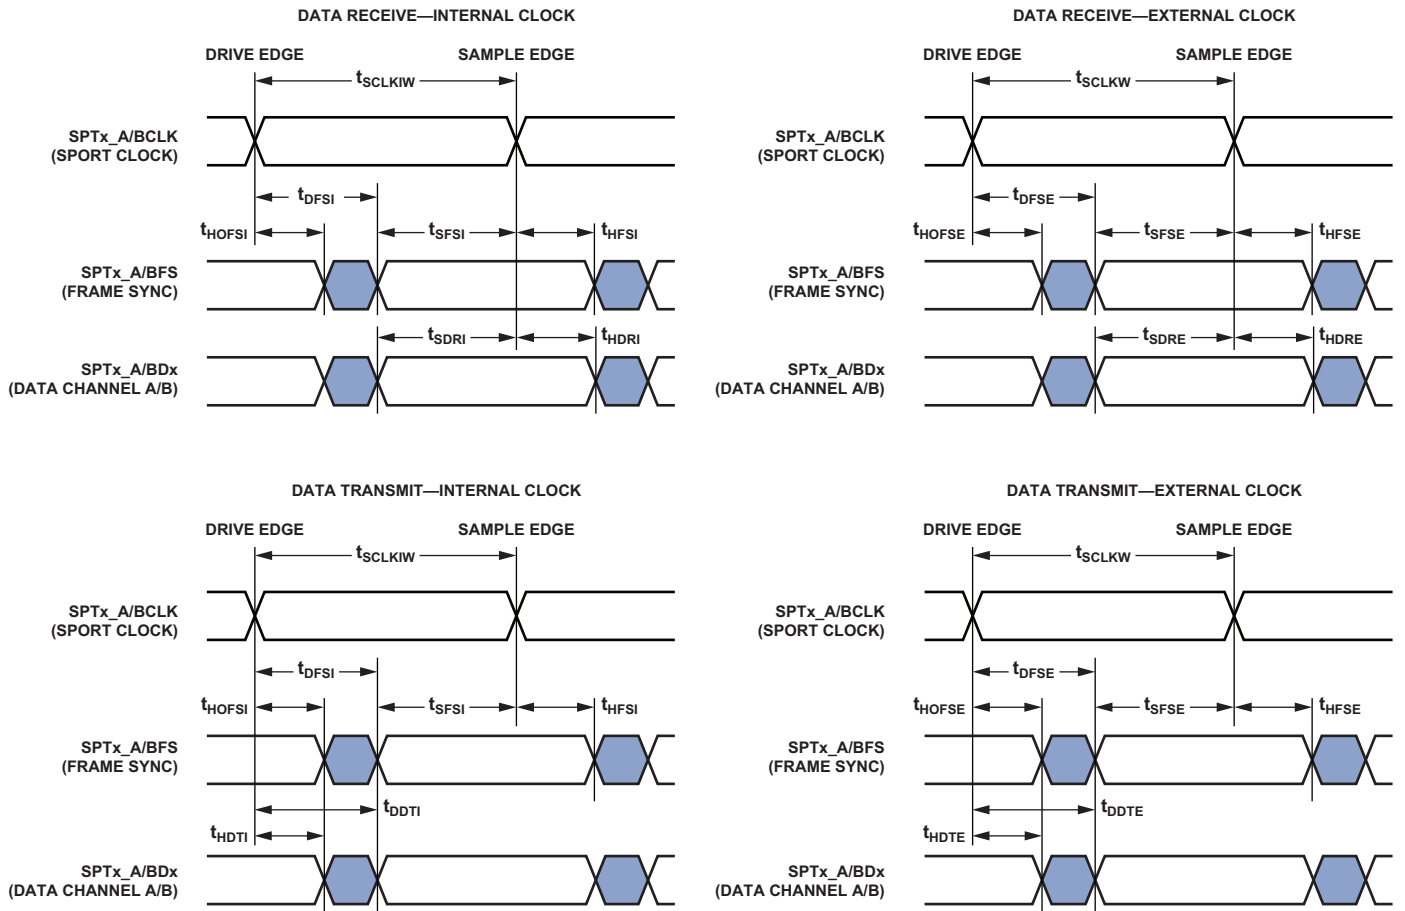 DATA RECEIVE—INTERNAL CLOCK
DRIVE EDGE
SAMPLE EDGE
tSCLKIW
SPTx_A/BCLK
(SPORT CLOCK)
tDFSI
tHOFSI
tSFSI
tHFSI
SPTx_A/BFS
(FRAME SYNC)
tSDRI
tHDRI
SPTx_A/BDx
(DATA CHANNEL A/B)
DATA RECEIVE—EXTERNAL CLOCK
DRIVE EDGE
SAMPLE EDGE
tSCLKW
SPTx_A/BCLK
(SPORT CLOCK)
tDFSE
tHOFSE
tSFSE
tHFSE
SPTx_A/BFS
(FRAME SYNC)
tSDRE
tHDRE
SPTx_A/BDx
(DATA CHANNEL A/B)
DATA TRANSMIT—INTERNAL CLOCK
DRIVE EDGE
SAMPLE EDGE
tSCLKIW
SPTx_A/BCLK
(SPORT CLOCK)
tDFSI
tHOFSI
tSFSI
tHFSI
SPTx_A/BFS
(FRAME SYNC)
tDDTI
tHDTI
SPTx_A/BDx
(DATA CHANNEL A/B)
DATA TRANSMIT—EXTERNAL CLOCK
DRIVE EDGE
SAMPLE EDGE
tSCLKW
SPTx_A/BCLK
(SPORT CLOCK)
tDFSE
tHOFSE
tSFSE
tHFSE
SPTx_A/BFS
(FRAME SYNC)
tDDTE
tHDTE
SPTx_A/BDx
(DATA CHANNEL A/B)